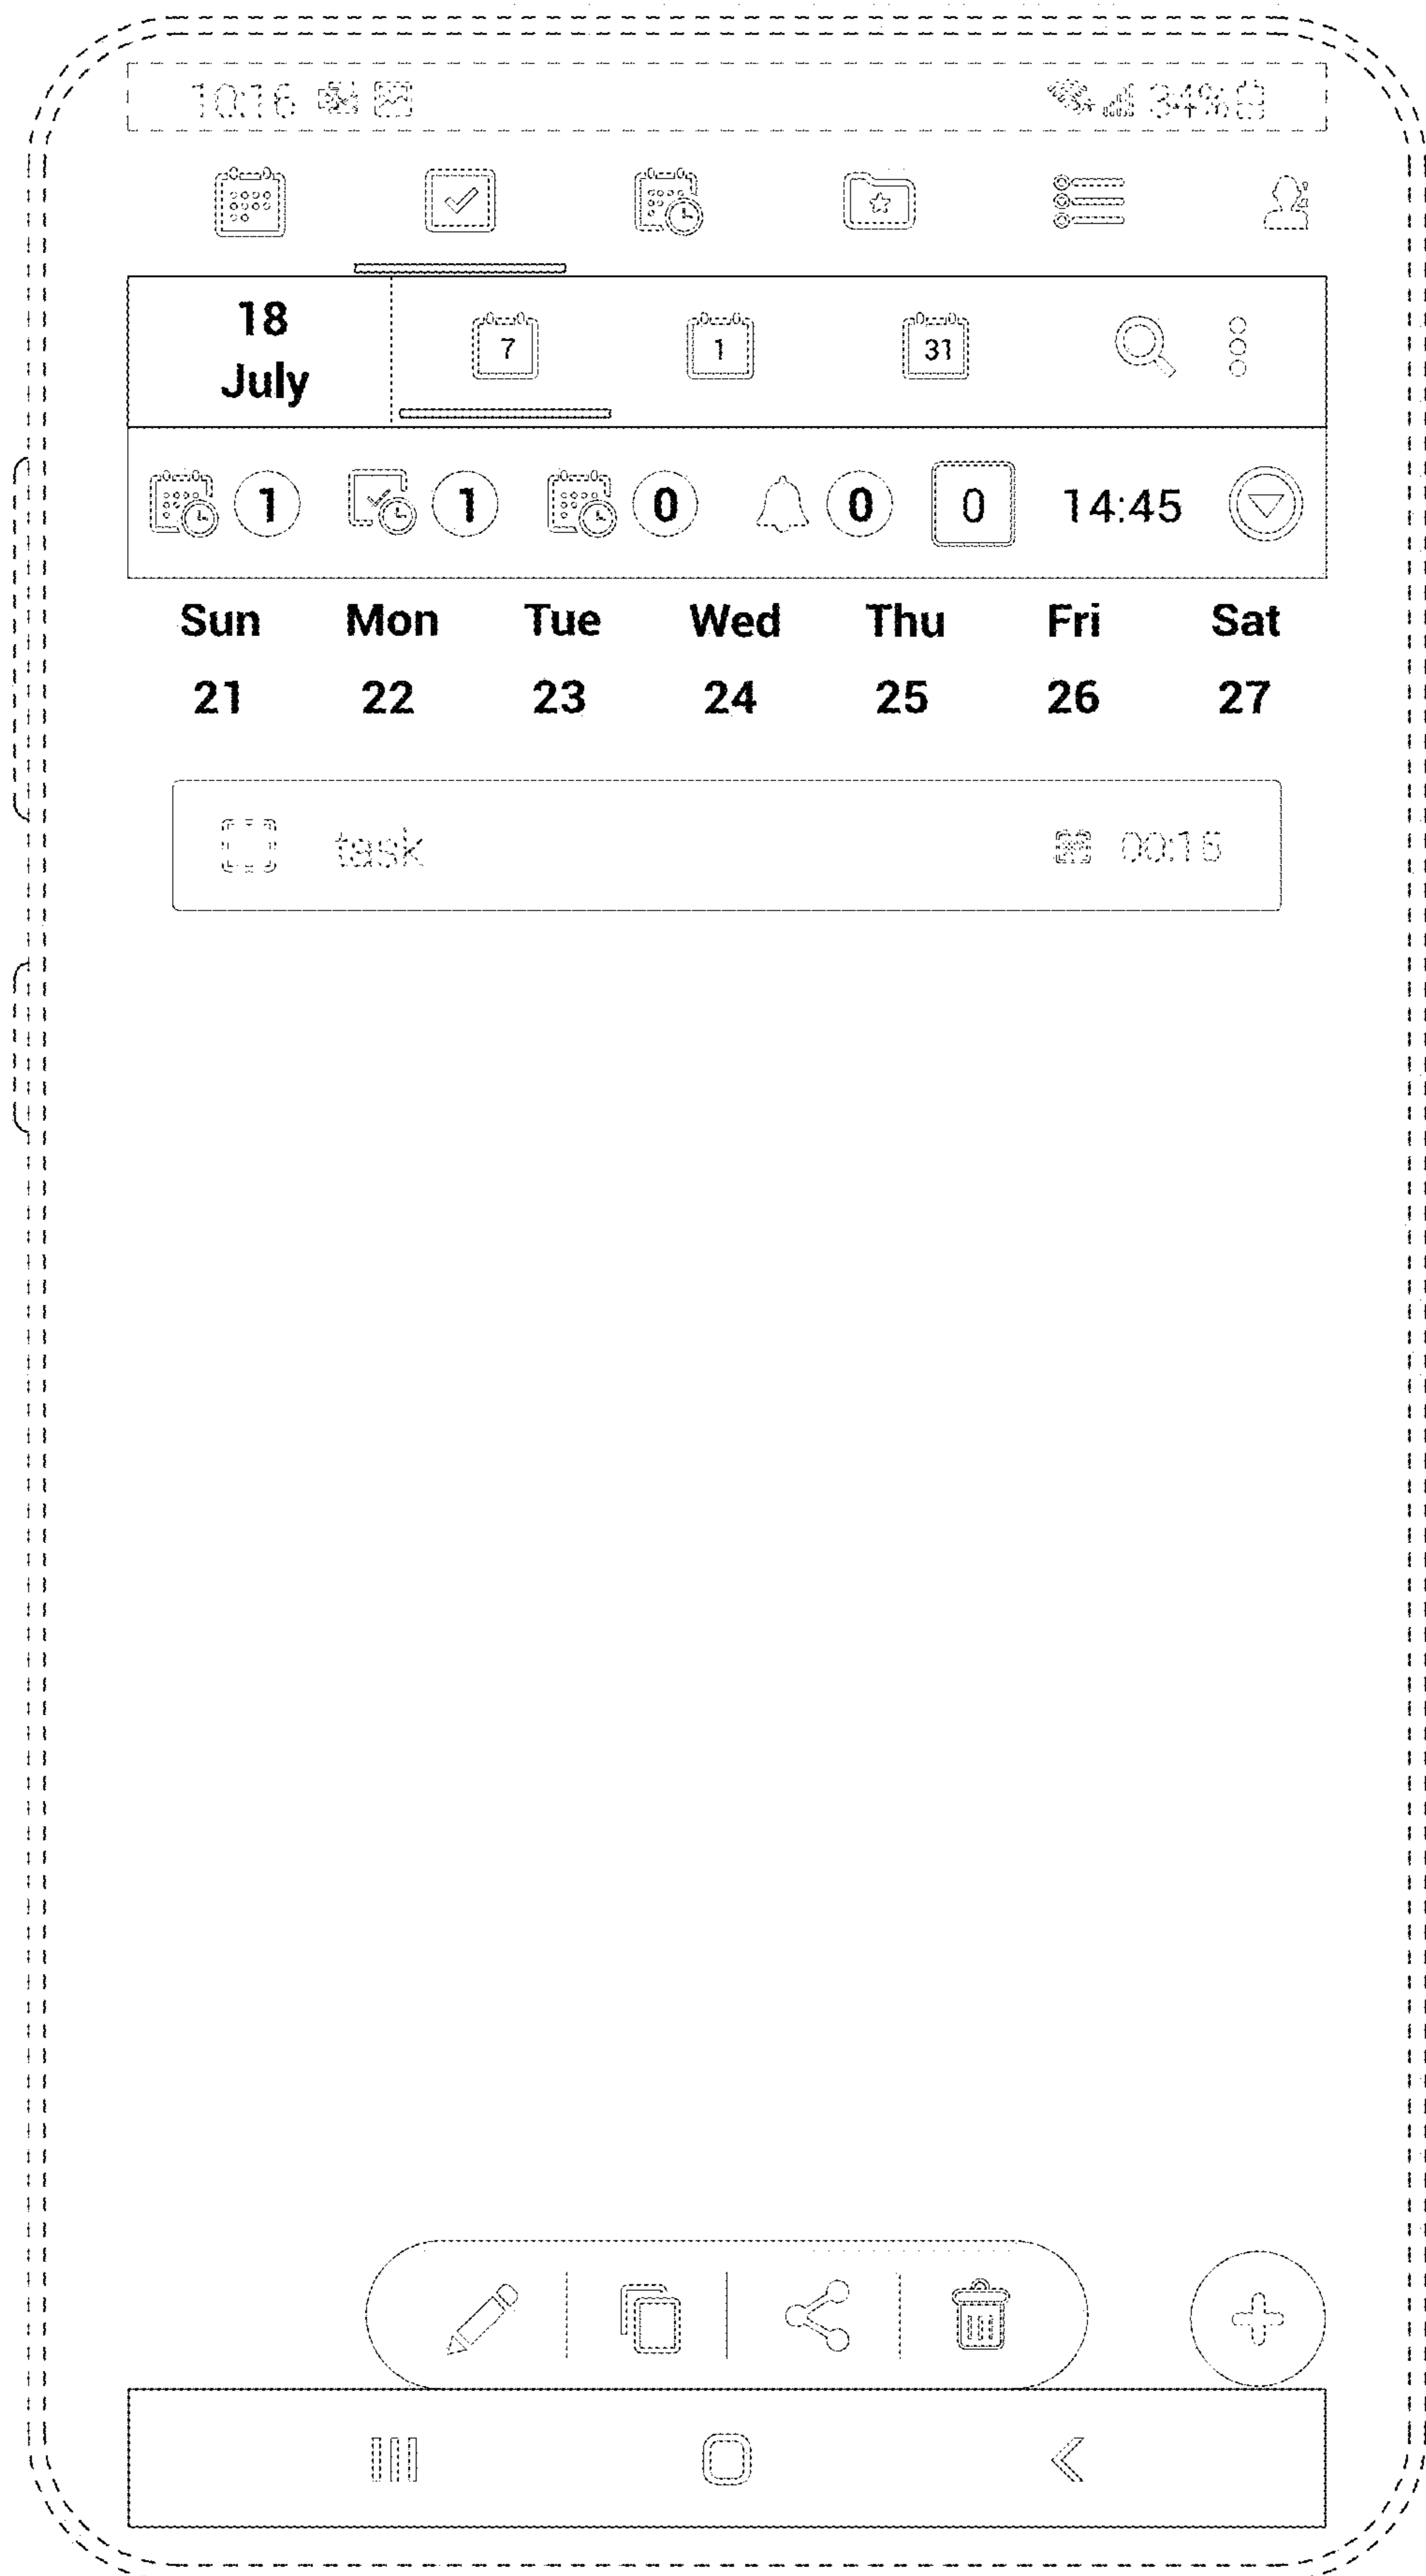 10:16 34%
18
July
7 1 31
1 1 0 0 0 14:45
Sun Mon Tue Wed Thu Fri Sat
21 22 23 24 25 26 27
task 00:15